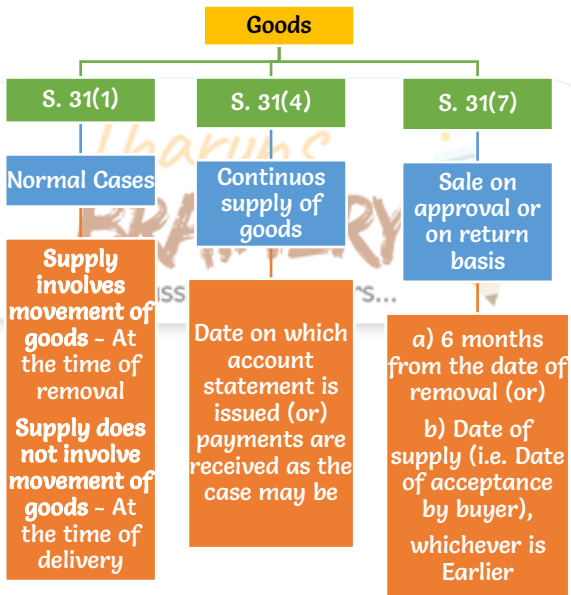 Goods
S. 31(1)
Normal Cases
Supply
involves
movement of
goods - At
the time of
removal
Supply does
not involve
movement of
goods - At
the time of
delivery
S. 31(4)
Continuos
supply of
goods
Date on which
account
statement is
issued (or)
payments are
received as the
case may be
S. 31(7)
Sale on
approval or
on return
basis
a) 6 months
from the date of
removal (or)
b) Date of
supply (i.e. Date
of acceptance
by buyer),
whichever is
Earlier